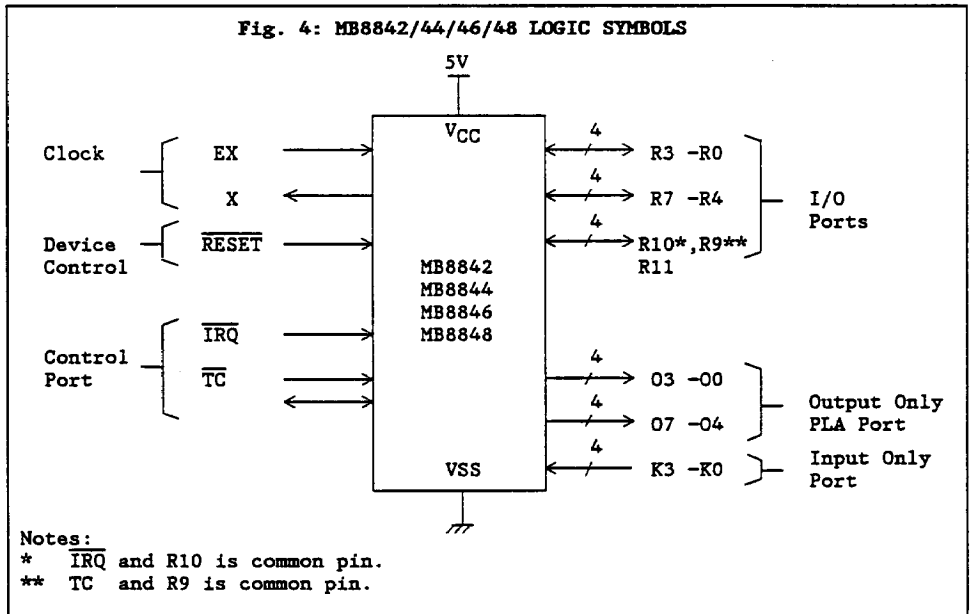 Fig. 4: MB8842/44/46/48 LOGIC SYMBOLS
5V
VCC
Clock
EX
X
Device
Control
RESET
Control
Port
IRQ
TC
MB8842
MB8844
MB8846
MB8848
VSS
4
R3 -R0
4
R7 -R4
4
R10*,R9**
R11
I/O
Ports
4
O3 -O0
4
O7 -O4
Output Only
PLA Port
4
K3 -K0
Input Only
Port
Notes:
* IRQ and R10 is common pin.
** TC and R9 is common pin.